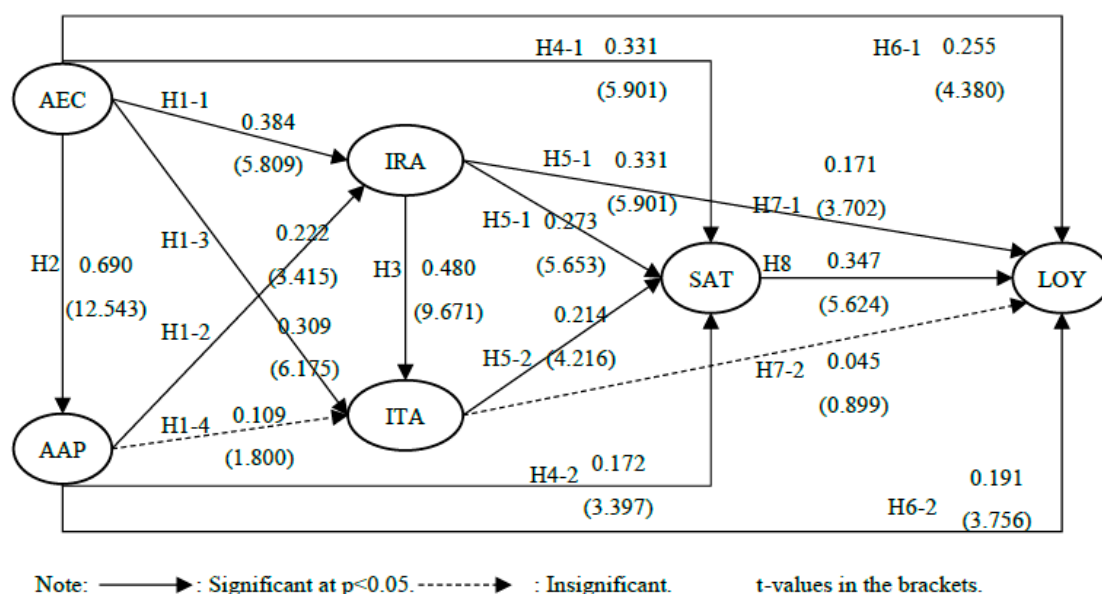 H4-1 0.331
(5.901)
H6-1 0.255
(4.380)
AEC
H1-1
0.384
(5.809)
IRA
H5-1 0.331
(5.901)
0.171
H7-1 (3.702)
H5-1 0.273
(5.653)
H1-3
0.222
(3.415)
H2 0.690
(12.543)
H3 0.480
(9.671)
SAT
H8 0.347
(5.624)
LOY
H1-2
0.309
(6.175)
0.214
H5-2 (4.216)
H7-2 0.045
(0.899)
ITA
AAP
H1-4 0.109
(1.800)
H4-2 0.172
(3.397)
H6-2 0.191
(3.756)
Note: : Significant at p<0.05. : Insignificant. t-values in the brackets.